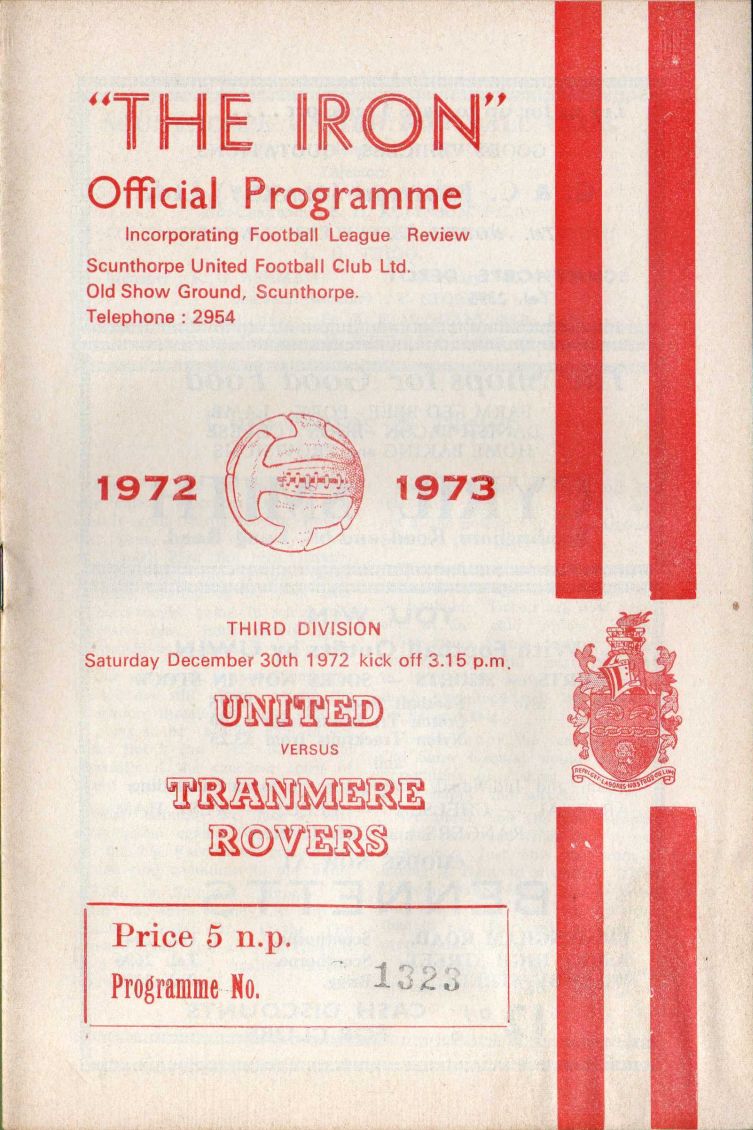 "THE IRON"
Official Programme
Incorporating Football League Review
Scunthorpe United Football Club Ltd.
Old Show Ground, Scunthorpe.
Telephone : 2954
1972 1973
THIRD DIVISION
Saturday December 30th 1972 kick off 3.15 p.m.
UNITED
VERSUS
TRANMERE
ROVERS
Price 5 n.p.
Programme No. 1323